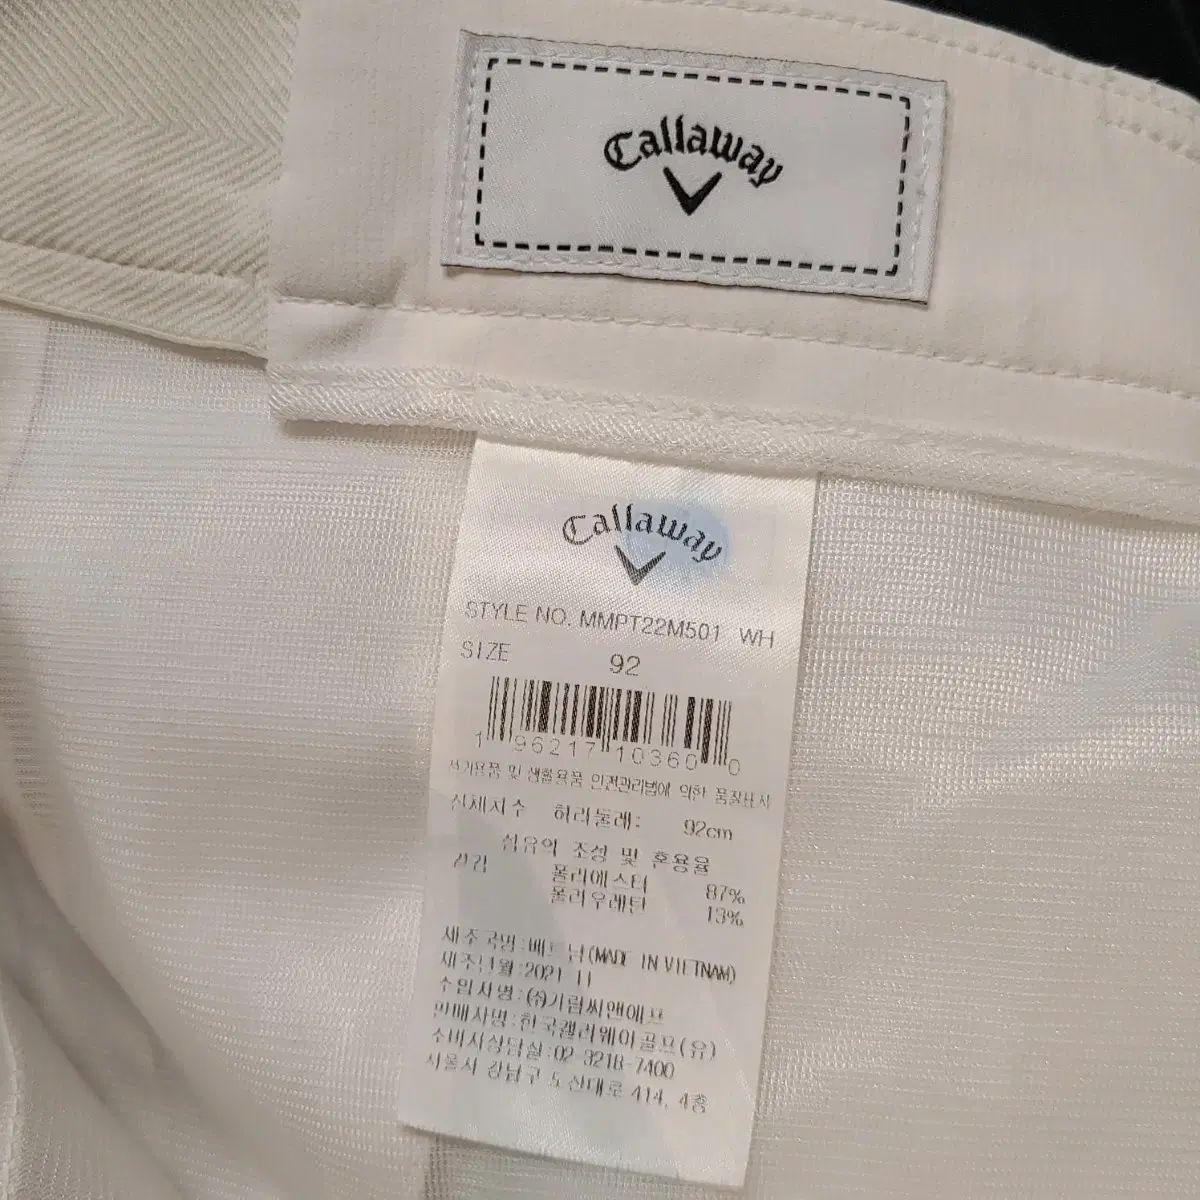 Callaway
Callaway
STYLE NO. MMPT22M501 WH
SIZE 92
1 96217 10360 0
전기용품 및 생활용품 안전관리법에 의한 품질표시
신체치수 허리둘레: 92cm
섬유의 조성 및 혼용율
겉감 폴리에스터 87%
폴리우레탄 13%
제조국명:베트남(MADE IN VIETNAM)
제조년월:2021 11
수입자명:(주)기럼씨앤에프
판매사명:한국캘러웨이골프(유)
소비자상담실:02 3218-7400
서울시 강남구 도산대로 414, 4층